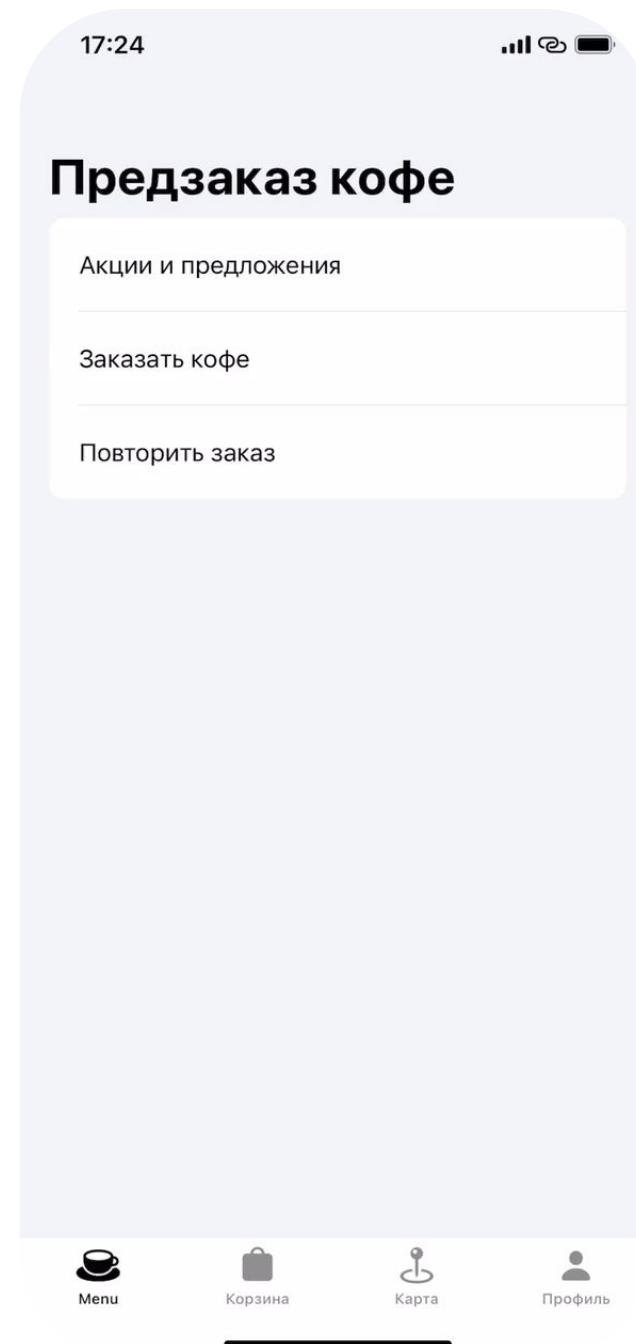 17:24
Предзаказ кофе
Акции и предложения
Заказать кофе
Повторить заказ
Menu
Корзина
Карта
Профиль